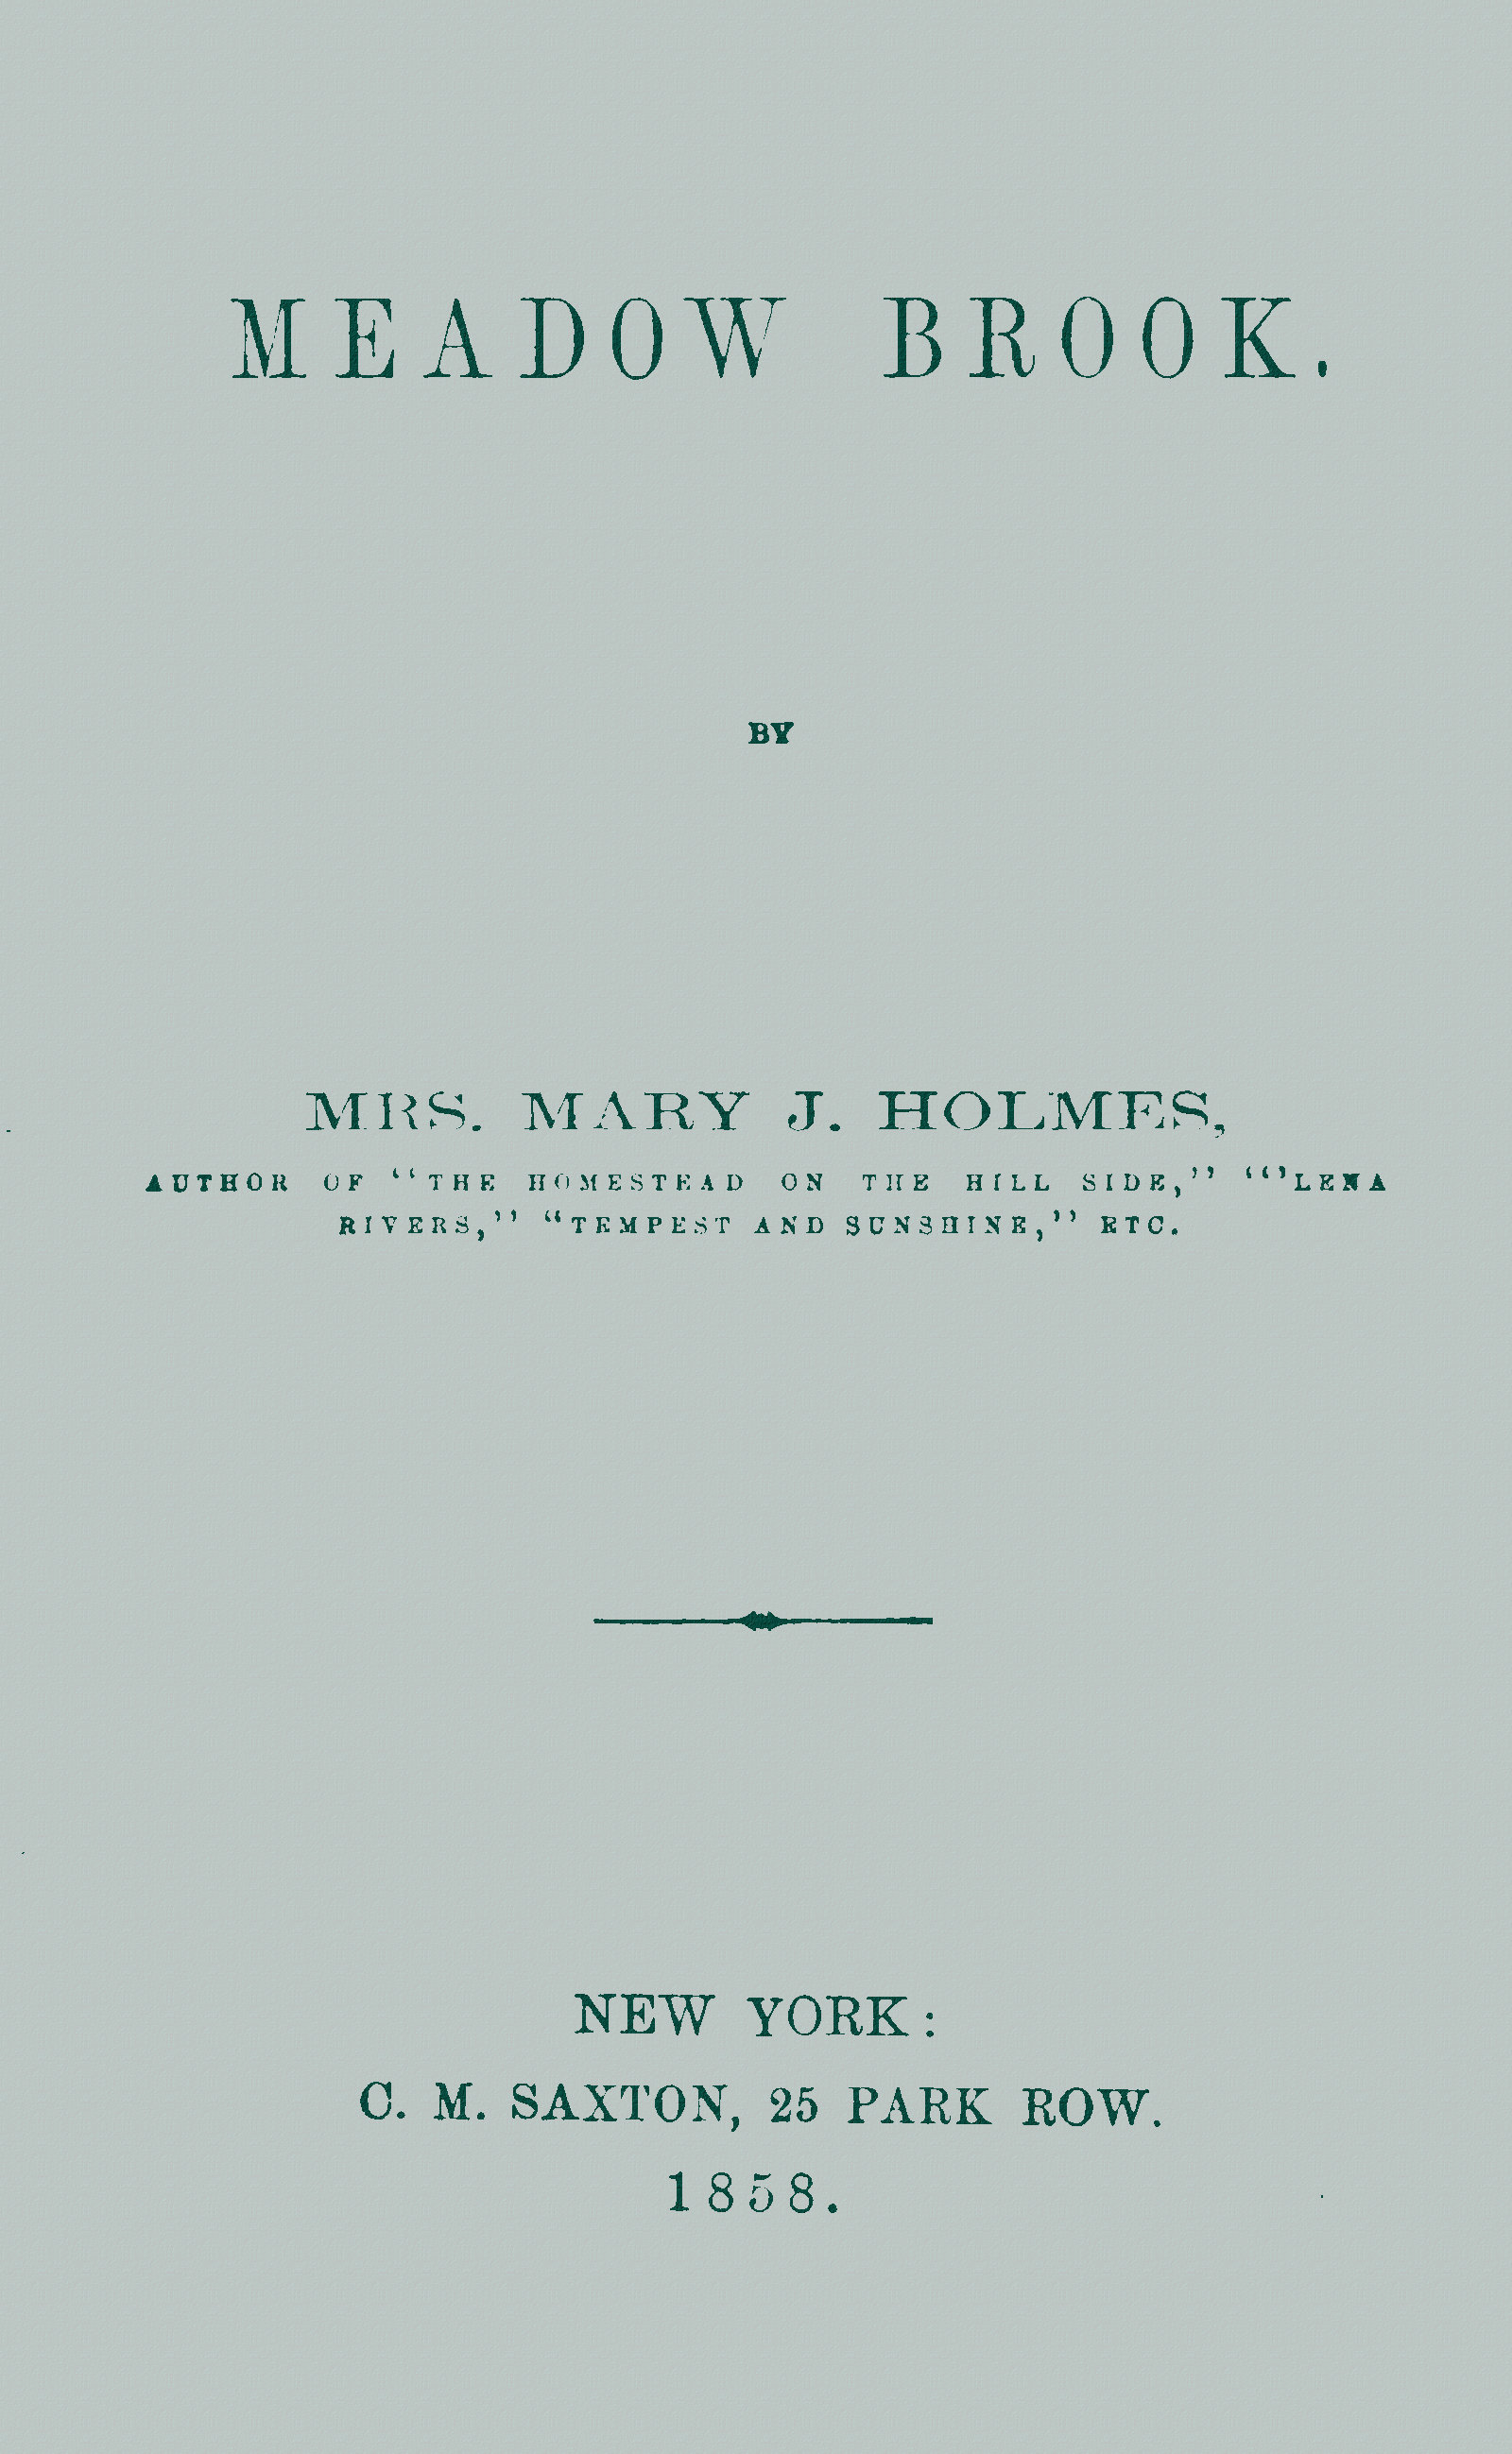 MEADOW BROOK.
BY
MRS. MARY J. HOLMES,
AUTHOR OF “THE HOMESTEAD ON THE HILL SIDE,” “’LENA
RIVERS,” “TEMPEST AND SUNSHINE,” ETC.
NEW YORK:
C. M. SAXTON, 25 PARK ROW.
1858.